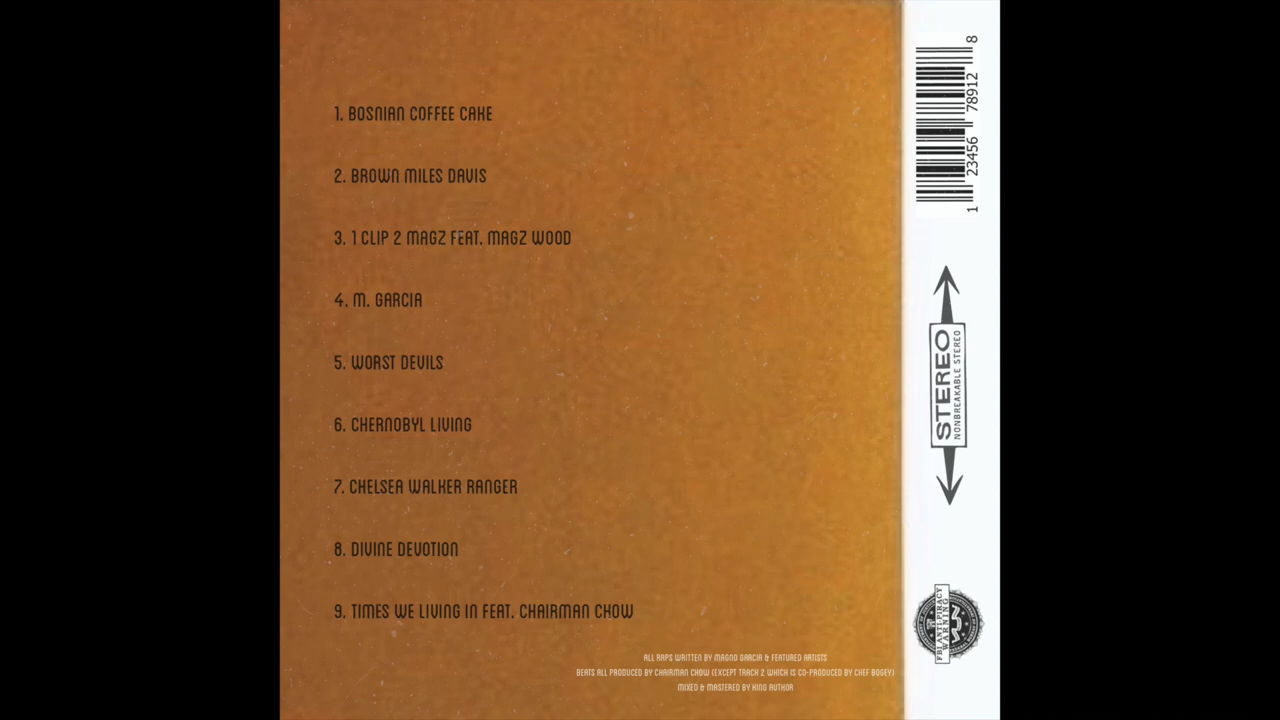 1. BOSNIAN COFFEE CAKE
2. BROWN MILES DAVIS
3. 1 CLIP 2 MAGZ FEAT. MAGZ WOOD
4. M. GARCIA
5. WORST DEVILS
6. CHERNOBYL LIVING
7. CHELSEA WALKER RANGER
8. DIVINE DEVOTION
9. TIMES WE LIVING IN FEAT. CHAIRMAN CHOW
ALL RAPS WRITTEN BY MAGNO GARCIA & FEATURED ARTISTS
BEATS ALL PRODUCED BY CHAIRMAN CHOW (EXCEPT TRACK 2 WHICH IS CO-PRODUCED BY CHEF BOGEY)
MIXED & MASTERED BY KING AUTHOR
1 23456 78912 8
STEREO
NONBREAKABLE STEREO
FBI ANTI-PIRACY
WARNING